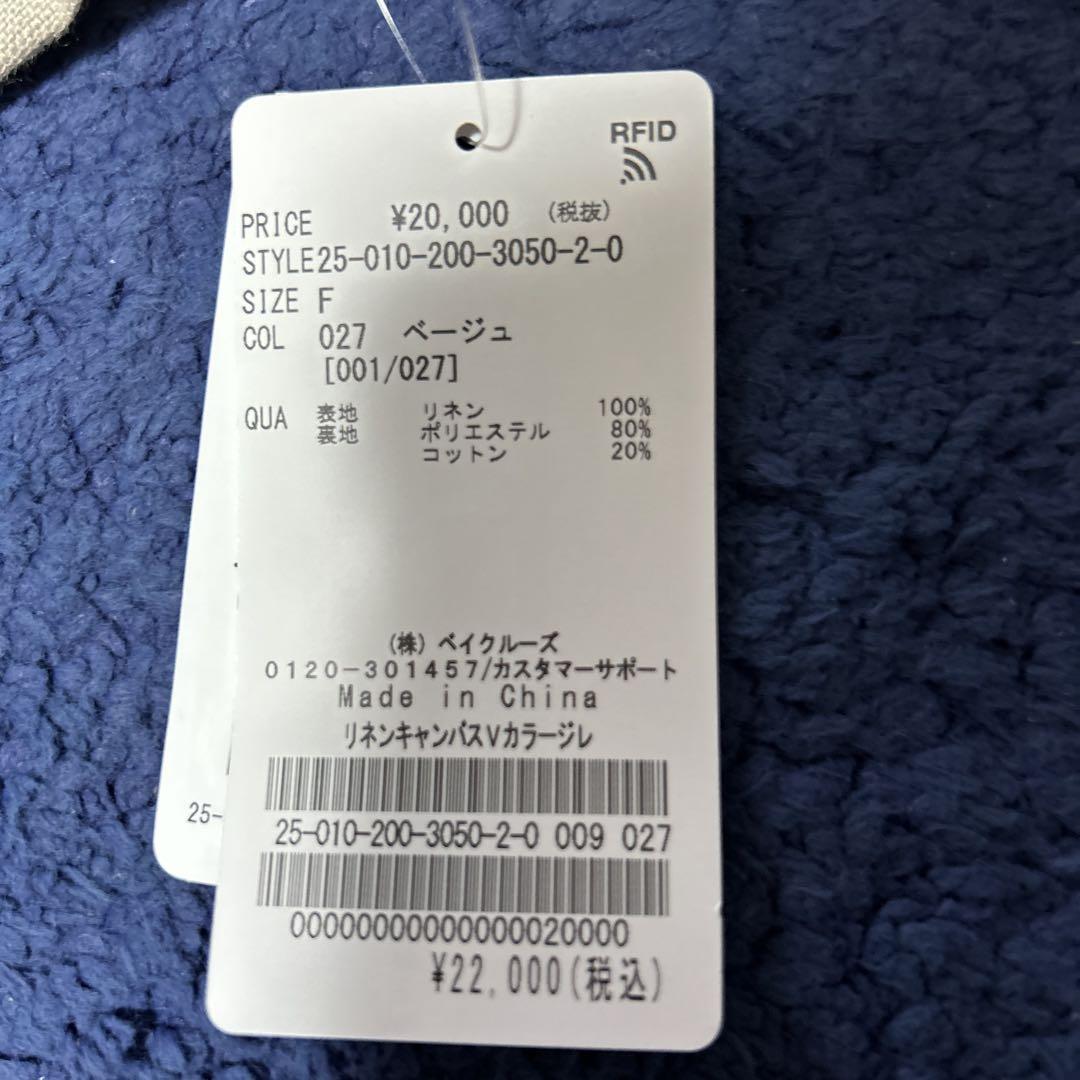 RFID
PRICE ¥20,000 (税抜)
STYLE25-010-200-3050-2-0
SIZE F
COL 027 ベージュ
[001/027]
QUA 表地 リネン 100%
裏地 ポリエステル 80%
コットン 20%
(株) ベイクルーズ
0120-301457/カスタマーサポート
Made in China
リネンキャンバスVカラージレ
25-
25-010-200-3050-2-0 009 027
00000000000000020000
¥22,000(税込)